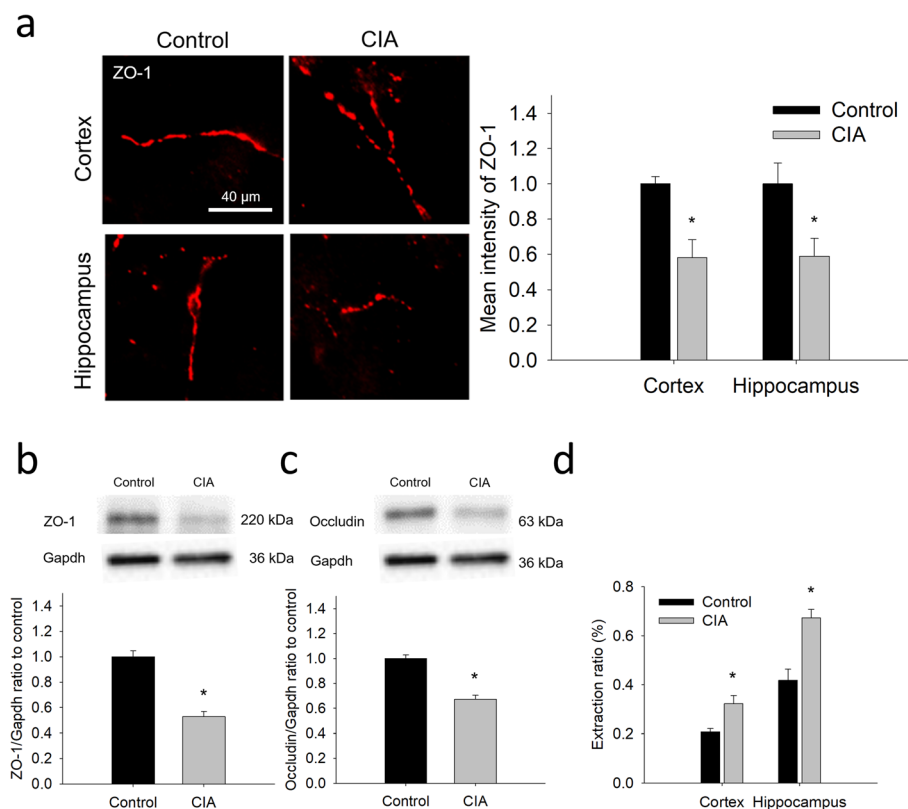 a
Control
CIA
ZO-1
Cortex
40 µm
Hippocampus
Mean intensity of ZO-1
1.4
1.2
1.0
0.8
0.6
0.4
0.2
0.0
Control
CIA
*
*
Cortex
Hippocampus
b
Control
CIA
ZO-1
220 kDa
Gapdh
36 kDa
ZO-1/Gapdh ratio to control
1.4
1.2
1.0
0.8
0.6
0.4
0.2
0.0
*
Control
CIA
c
Control
CIA
Occludin
63 kDa
Gapdh
36 kDa
Occludin/Gapdh ratio to control
1.4
1.2
1.0
0.8
0.6
0.4
0.2
0.0
*
Control
CIA
d
Extraction ratio (%)
0.8
0.6
0.4
0.2
0.0
Control
CIA
*
*
Cortex
Hippocampus